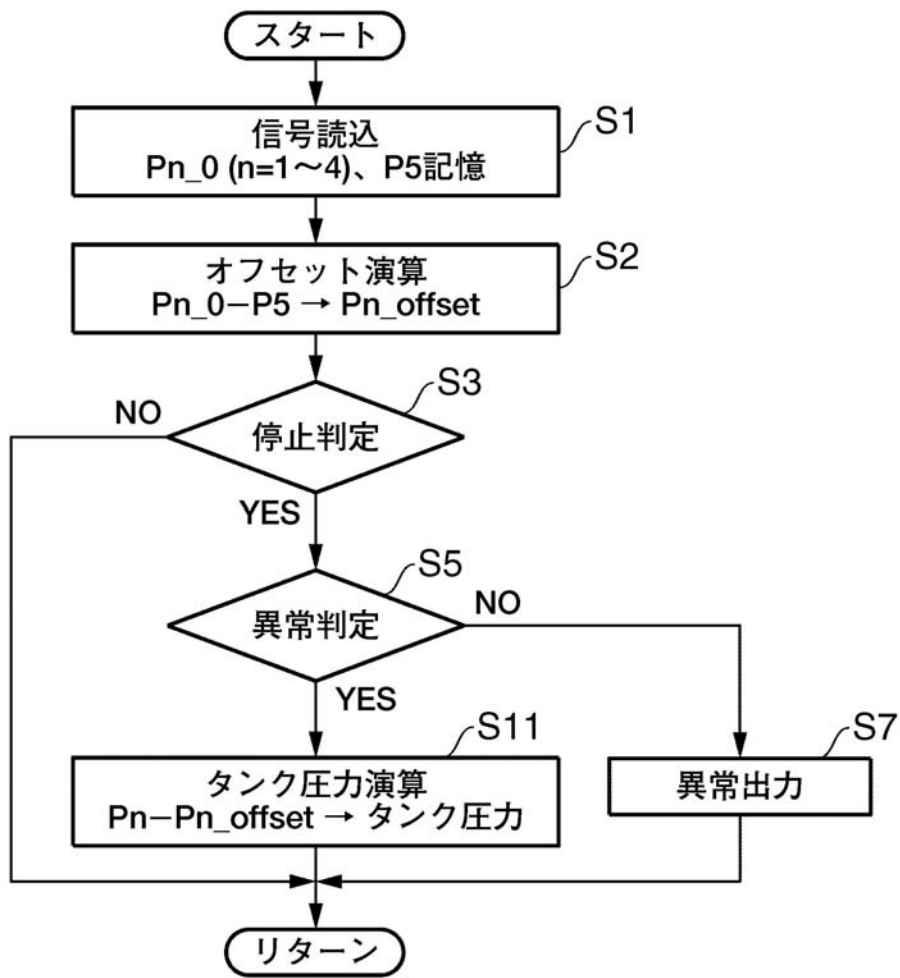 スタート
信号読込
Pn_0 (n=1～4)、P5記憶
S1
オフセット演算
Pn_0−P5 → Pn_offset
S2
停止判定
S3
NO
YES
異常判定
S5
NO
YES
タンク圧力演算
Pn−Pn_offset → タンク圧力
S11
異常出力
S7
リターン